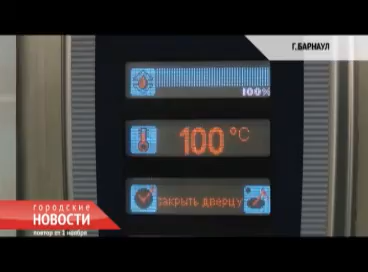 Г. БАРНАУЛ
100%
100 °C
закрыть дверцу
городские
НОВОСТИ
повтор от 1 ноября